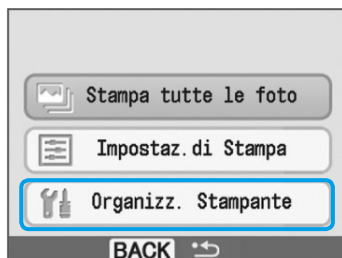 Stampa tutte le foto
Impostaz.di Stampa
Organizz. Stampante
BACK